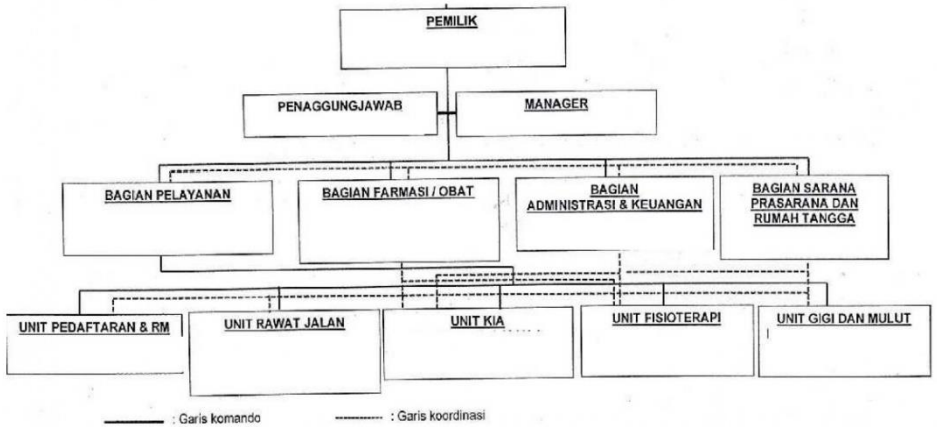 PEMILIK
PENAGGUNGJAWAB
MANAGER
BAGIAN PELAYANAN
BAGIAN FARMASI / OBAT
BAGIAN
ADMINISTRASI & KEUANGAN
BAGIAN SARANA
PRASARANA DAN
RUMAH TANGGA
UNIT PEDAFTARAN & RM
UNIT RAWAT JALAN
UNIT KIA
UNIT FISIOTERAPI
UNIT GIGI DAN MULUT
: Garis komando
: Garis koordinasi